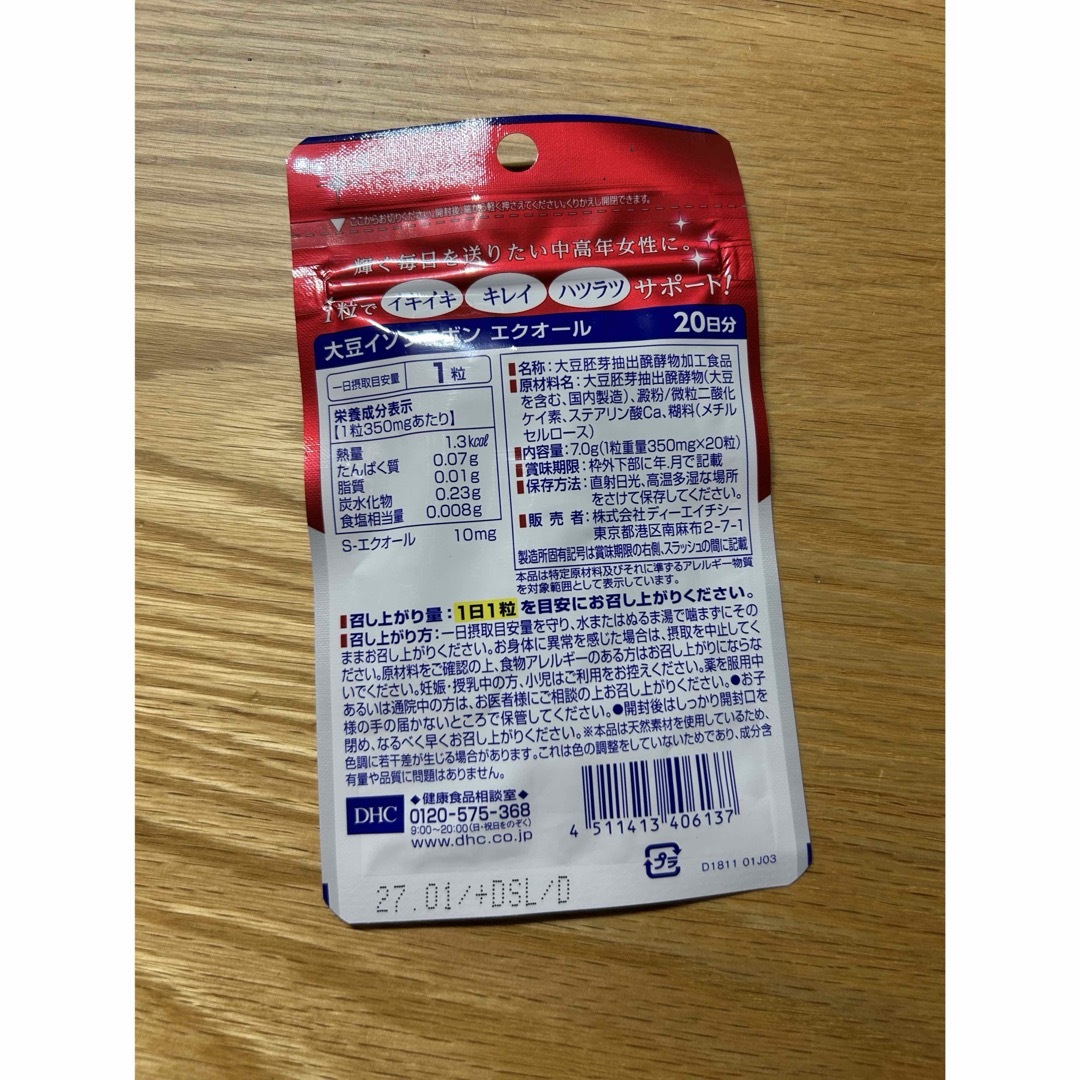 ▼ここからお切りください。開封後、端から軽く押さえてください。くりかえし開閉できます。
輝く毎日を送りたい中高年女性に。
1粒で イキイキ キレイ ハツラツ サポート!
大豆イソフラボン エクオール 20日分
一日摂取目安量 1粒
栄養成分表示
【1粒350mgあたり】
熱量 1.3kcal
たんぱく質 0.07g
脂質 0.01g
炭水化物 0.23g
食塩相当量 0.008g
S-エクオール 10mg
名称:大豆胚芽抽出醗酵物加工食品
原材料名:大豆胚芽抽出醗酵物(大豆
を含む、国内製造)、澱粉/微粒二酸化
ケイ素、ステアリン酸Ca、糊料(メチル
セルロース)
内容量:7.0g(1粒重量350mg×20粒)
賞味期限:枠外下部に年.月で記載
保存方法:直射日光、高温多湿な場所
をさけて保存してください。
販売者:株式会社ディーエイチシー
東京都港区南麻布2-7-1
製造所固有記号は賞味期限の右側、スラッシュの間に記載
本品は特定原材料及びそれに準ずるアレルギー物質
を対象範囲として表示しています。
召し上がり量:1日1粒を目安にお召し上がりください。
召し上がり方:一日摂取目安量を守り、水またはぬるま湯で噛まずにその
ままお召し上がりください。お身体に異常を感じた場合は、摂取を中止してく
ださい。原材料をご確認の上、食物アレルギーのある方はお召し上がりにならな
いでください。妊娠・授乳中の方、小児はご利用をお控えください。薬を服用中
あるいは通院中の方は、お医者様にご相談の上お召し上がりください。●お子
様の手の届かないところで保管してください。●開封後はしっかり開封口を
閉め、なるべく早くお召し上がりください。※本品は天然素材を使用しているため、
色調に若干差が生じる場合があります。これは色の調整をしていないためであり、成分含
有量や品質に問題はありません。
DHC
◆健康食品相談室◆
0120-575-368
9:00〜20:00(日・祝日をのぞく)
www.dhc.co.jp
4 511413 406137
プラ
D1811 01J03
27.01/+DSL/D